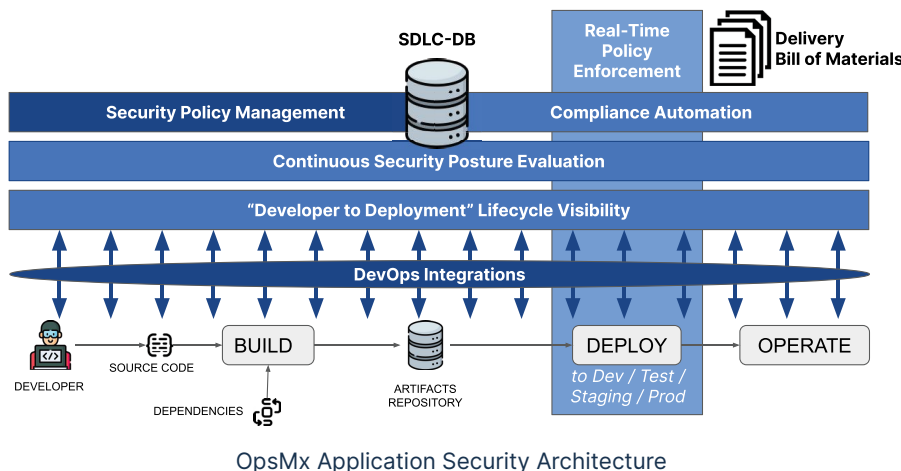 SDLC-DB
Real-Time
Policy
Enforcement
Delivery
Bill of Materials
Security Policy Management
Compliance Automation
Continuous Security Posture Evaluation
“Developer to Deployment” Lifecycle Visibility
DevOps Integrations
DEVELOPER
SOURCE CODE
BUILD
DEPENDENCIES
ARTIFACTS
REPOSITORY
DEPLOY
to Dev / Test /
Staging / Prod
OPERATE
OpsMx Application Security Architecture